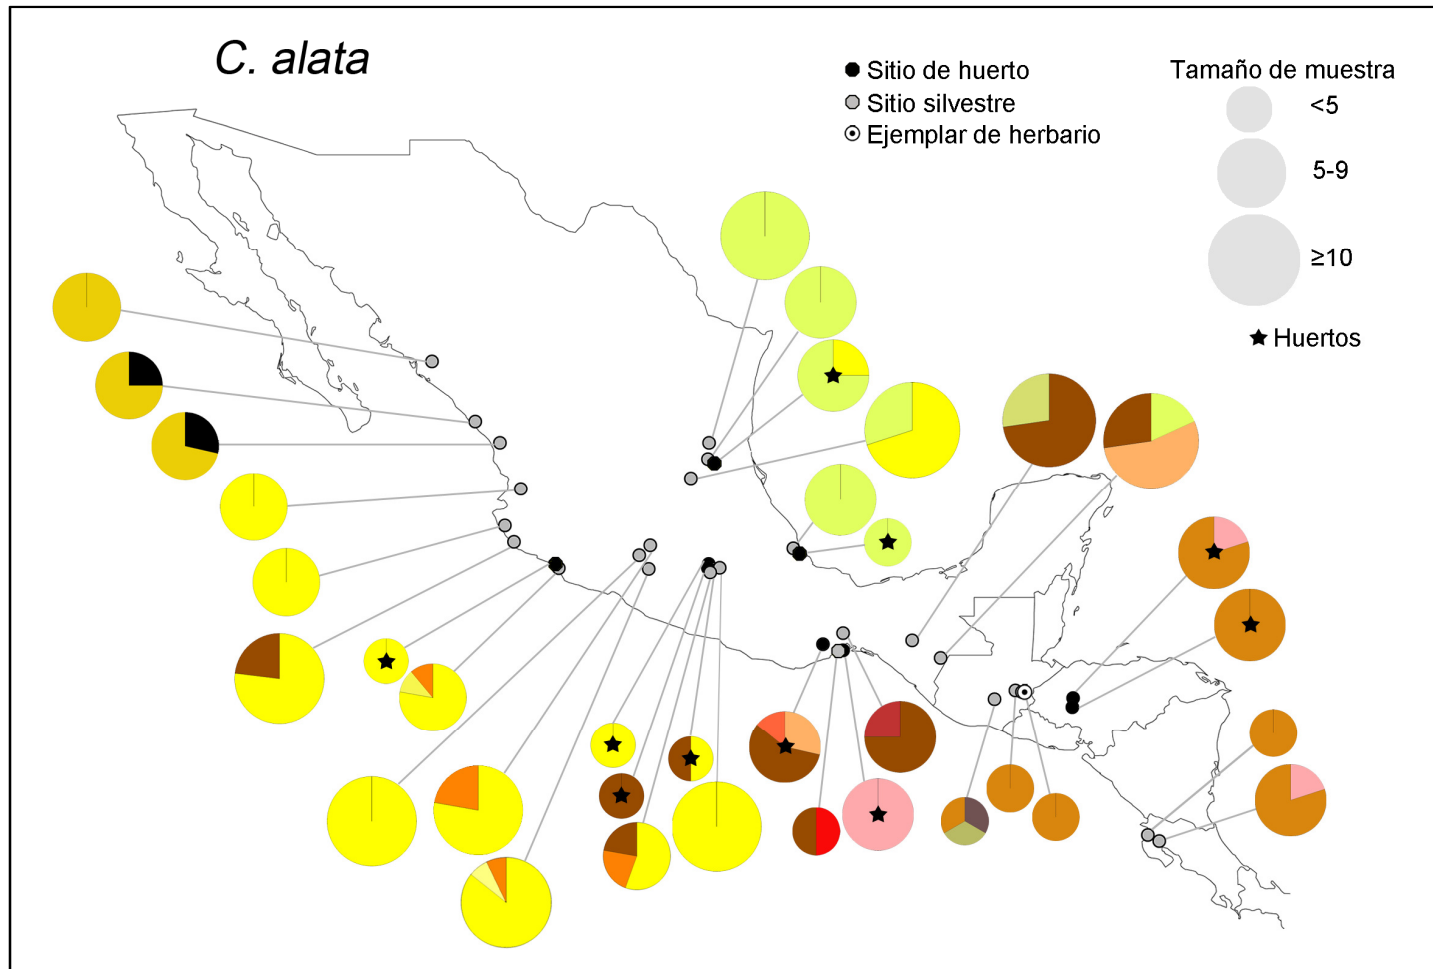 C. alata
Sitio de huerto
Sitio silvestre
Ejemplar de herbario
Tamaño de muestra
<5
5-9
≥10
Huertos